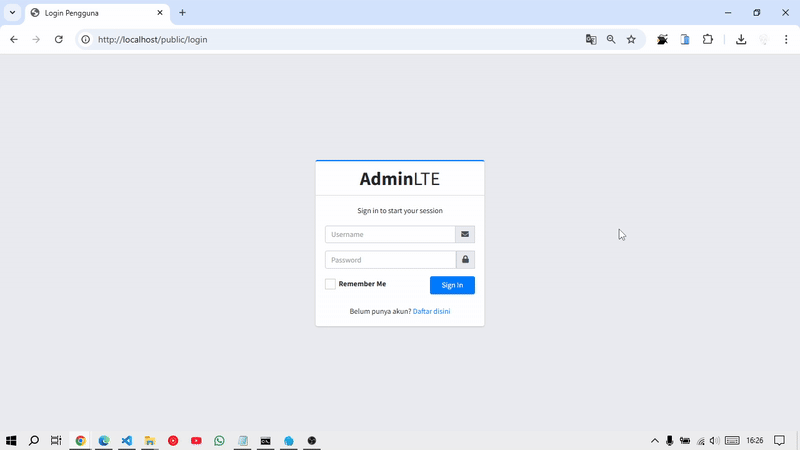 Login Pengguna
http://localhost/public/login
AdminLTE
Sign in to start your session
Username
Password
Remember Me
Sign In
Belum punya akun? Daftar disini
16:26